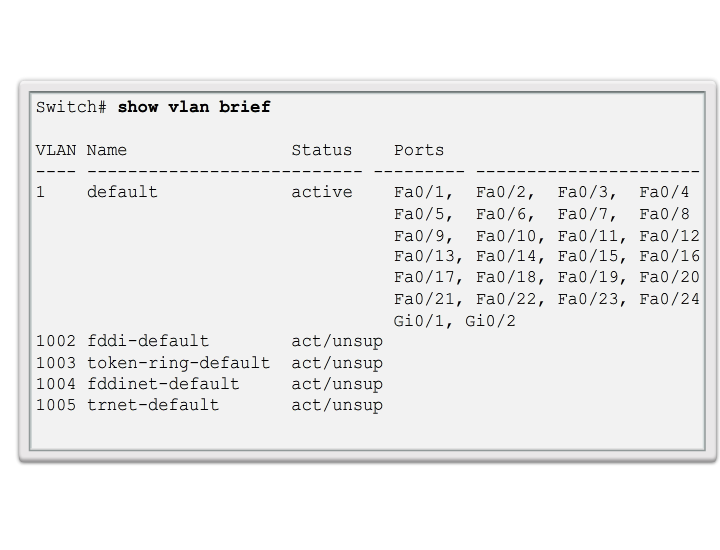 Switch# show vlan brief
VLAN Name                Status    Ports
---- --------------------------- --------- ----------------------
1    default             active    Fa0/1,  Fa0/2,  Fa0/3,  Fa0/4
                                   Fa0/5,  Fa0/6,  Fa0/7,  Fa0/8
                                   Fa0/9,  Fa0/10, Fa0/11, Fa0/12
                                   Fa0/13, Fa0/14, Fa0/15, Fa0/16
                                   Fa0/17, Fa0/18, Fa0/19, Fa0/20
                                   Fa0/21, Fa0/22, Fa0/23, Fa0/24
                                   Gi0/1, Gi0/2
1002 fddi-default        act/unsup
1003 token-ring-default  act/unsup
1004 fddinet-default     act/unsup
1005 trnet-default       act/unsup